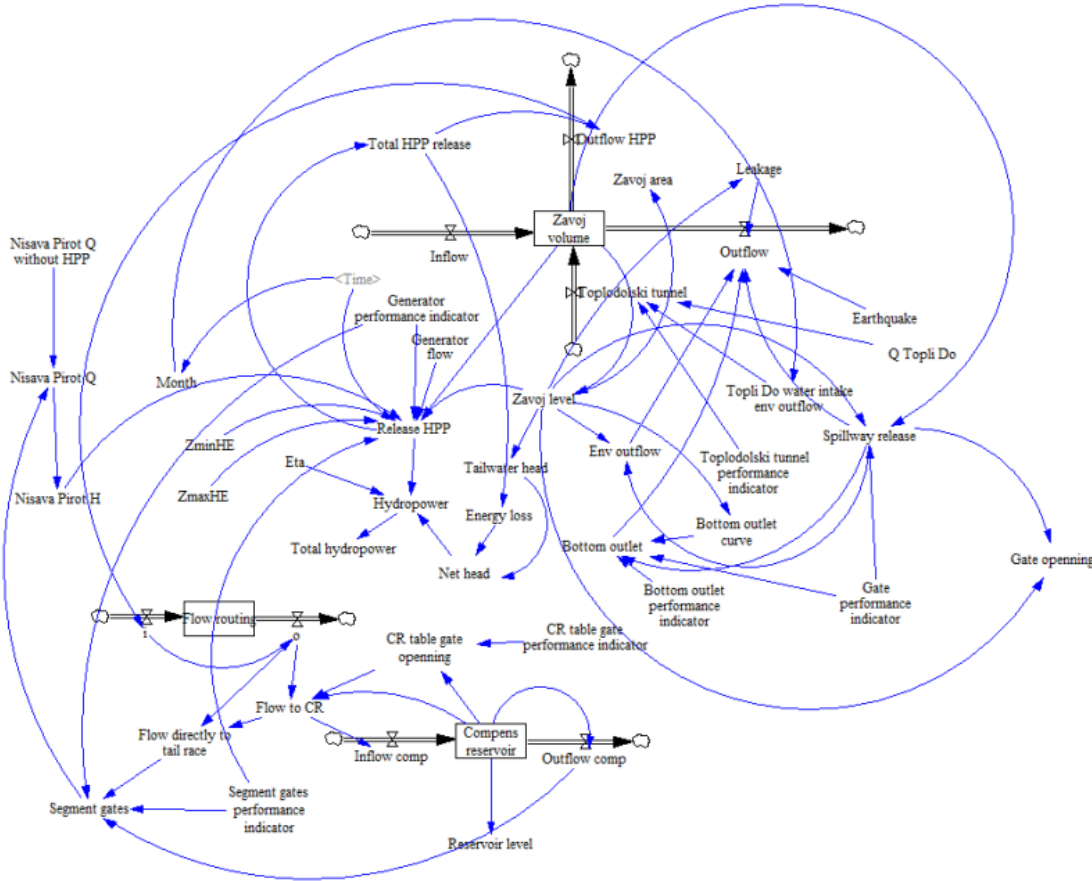 Total HPP release
Outflow HPP
Zavoj area
Leakage
Nisava Pirot Q
without HPP
Inflow
Zavoj
volume
Outflow
<Time>
Generator
performance indicator
Toplodolski tunnel
Earthquake
Generator
flow
Q Topli Do
Nisava Pirot Q
Month
Zavoj level
Topli Do water intake
env outflow
ZminHE
Release HPP
Spillway release
Eta
Tailwater head
Env outflow
Toplodolski tunnel
performance
indicator
Nisava Pirot H
ZmaxHE
Hydropower
Energy loss
Bottom outlet
curve
Total hydropower
Net head
Bottom outlet
Gate openning
Bottom outlet
performance
indicator
Gate
performance
indicator
Flow routing
1
o
CR table gate
openning
CR table gate
performance indicator
Flow to CR
Flow directly to
tail race
Inflow comp
Compens
reservoir
Outflow comp
Segment gates
Segment gates
performance
indicator
Reservoir level